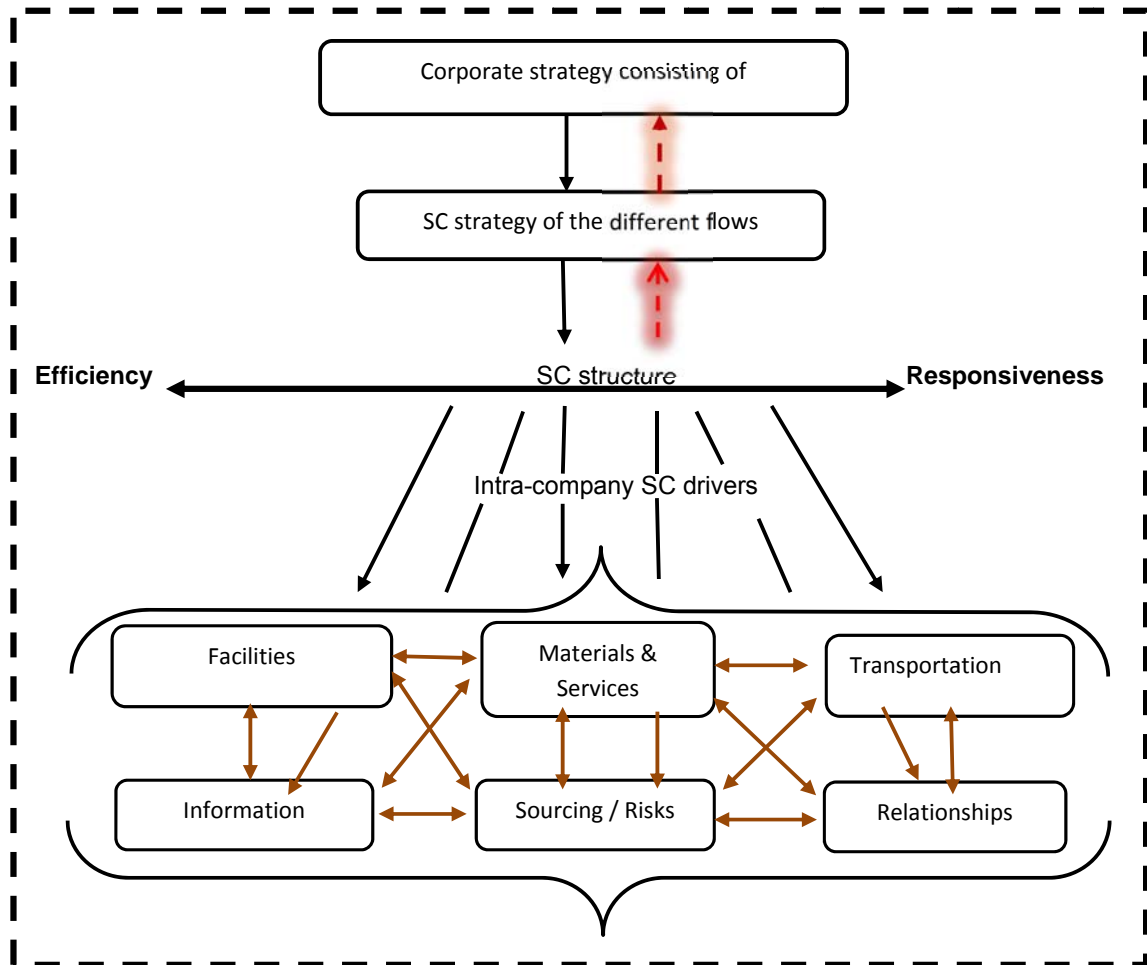 Corporate strategy consisting of
SC strategy of the different flows
Efficiency
SC structure
Responsiveness
Intra-company SC drivers
Facilities
Materials &
Services
Transportation
Information
Sourcing / Risks
Relationships